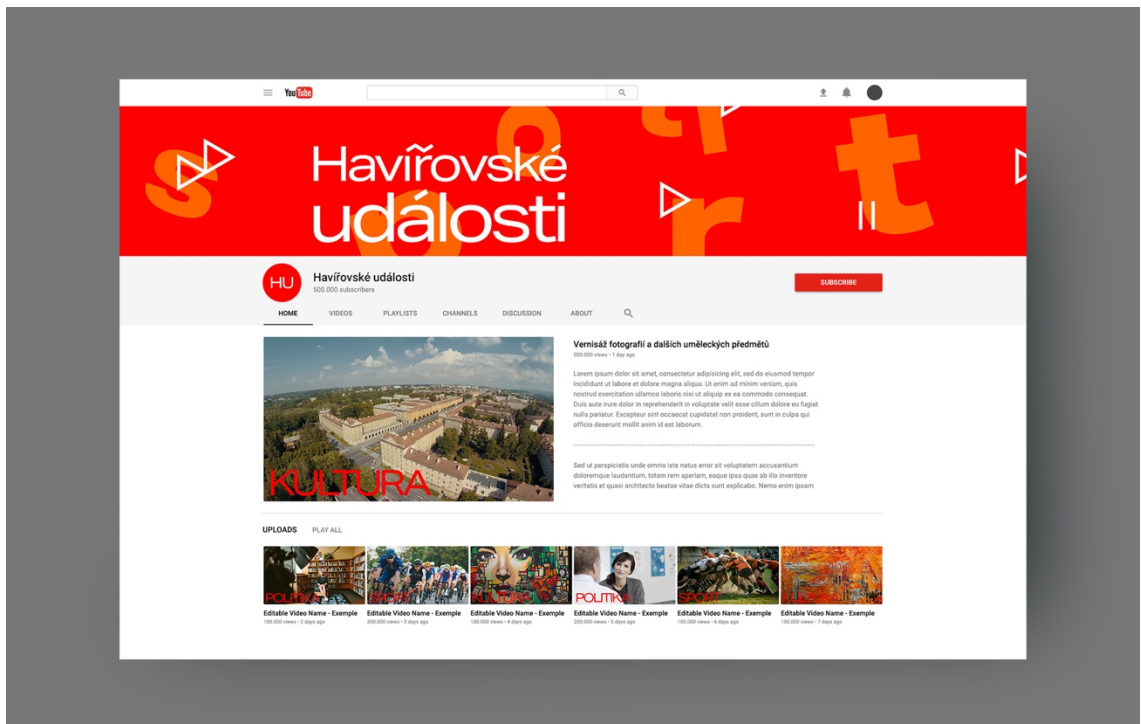 YouTube
s o r t r t
Havířovské
události
HU
Havířovské události
500.000 subscribers
SUBSCRIBE
HOME VIDEOS PLAYLISTS CHANNELS DISCUSSION ABOUT
KULTURA
Vernisáž fotografií a dalších uměleckých předmětů
500.000 views • 1 day ago
Lorem ipsum dolor sit amet, consectetur adipisicing elit, sed do eiusmod tempor
incididunt ut labore et dolore magna aliqua. Ut enim ad minim veniam, quis
nostrud exercitation ullamco laboris nisi ut aliquip ex ea commodo consequat.
Duis aute irure dolor in reprehenderit in voluptate velit esse cillum dolore eu fugiat
nulla pariatur. Excepteur sint occaecat cupidatat non proident, sunt in culpa qui
officia deserunt mollit anim id est laborum.
Sed ut perspiciatis unde omnis iste natus error sit voluptatem accusantium
doloremque laudantium, totam rem aperiam, eaque ipsa quae ab illo inventore
veritatis et quasi architecto beatae vitae dicta sunt explicabo. Nemo enim ipsam
UPLOADS PLAY ALL
POLITIKA SPORT KULTURA POLITIKA SPORT KULTURA
Editable Video Name - Exemple Editable Video Name - Exemple Editable Video Name - Exemple Editable Video Name - Exemple Editable Video Name - Exemple Editable Video Name - Exemple
100.000 views • 2 days ago 200.000 views • 3 days ago 100.000 views • 4 days ago 200.000 views • 5 days ago 100.000 views • 6 days ago 100.000 views • 7 days ago